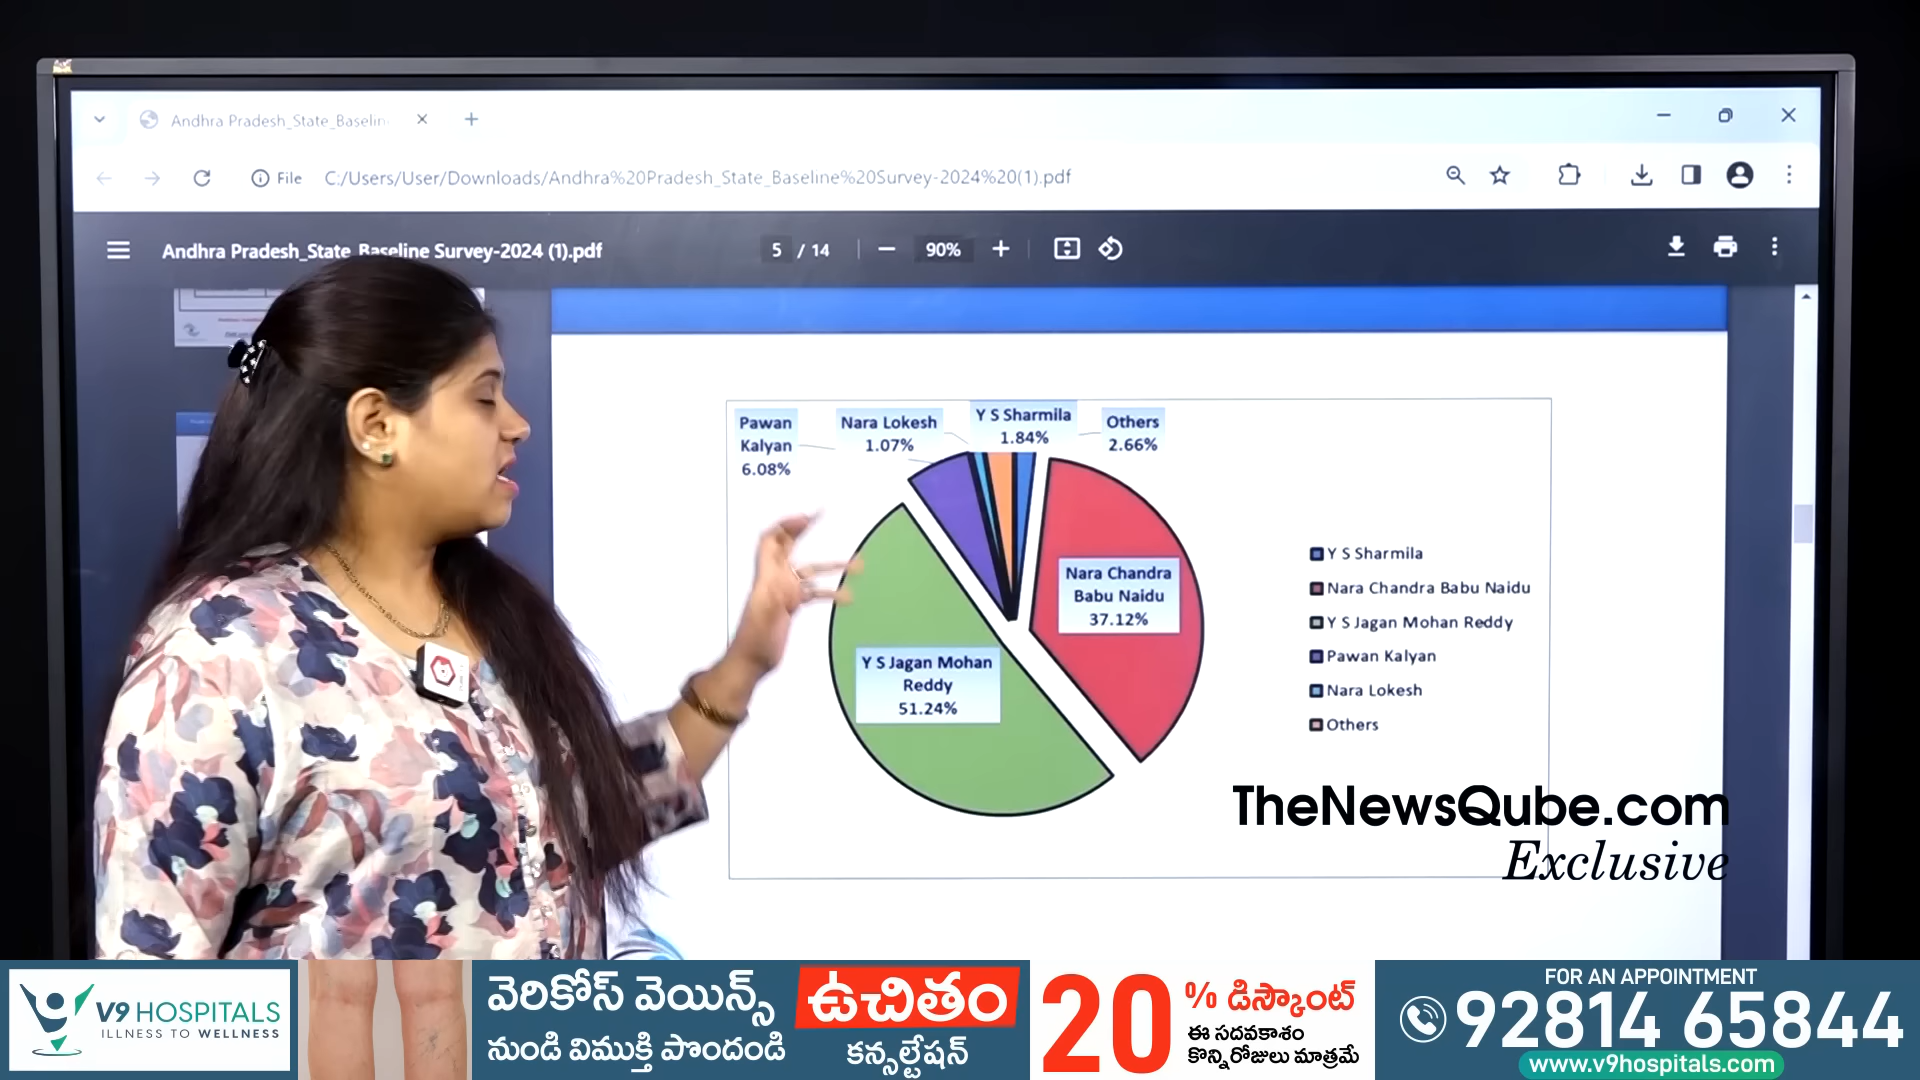 Andhra Pradesh_State_Baselin
File C:/Users/User/Downloads/Andhra%20Pradesh_State_Baseline%20Survey-2024%20(1).pdf
Andhra Pradesh_State_Baseline Survey-2024 (1).pdf
5 / 14
90%
Pawan
Kalyan
6.08%
Nara Lokesh
1.07%
Y S Sharmila
1.84%
Others
2.66%
Nara Chandra
Babu Naidu
37.12%
Y S Jagan Mohan
Reddy
51.24%
Y S Sharmila
Nara Chandra Babu Naidu
Y S Jagan Mohan Reddy
Pawan Kalyan
Nara Lokesh
Others
TheNewsQube.com
Exclusive
V9 HOSPITALS
ILLNESS TO WELLNESS
వెరికోస్ వెయిన్స్
నుండి విముక్తి పొందండి
ఉచితం
కన్సల్టేషన్
20 % డిస్కౌంట్
ఈ సదవకాశం
కొన్నిరోజులు మాత్రమే
FOR AN APPOINTMENT
92814 65844
www.v9hospitals.com